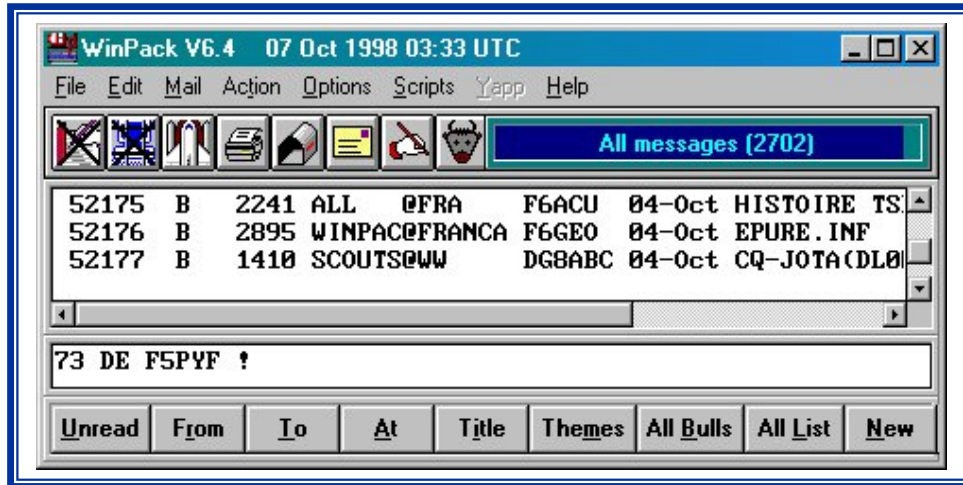 WinPack V6.4 07 Oct 1998 03:33 UTC
File Edit Mail Action Options Scripts Yapp Help
All messages (2702)
52175 B 2241 ALL @FRA F6ACU 04-Oct HISTOIRE
52176 B 2895 WINPAC@FRANCA F6GEO 04-Oct EPURE.INF
52177 B 1410 SCOUTS@WW DG8ABC 04-Oct CQ-JOTA(DL0
73 DE F5PYF !
Unread From To At Title Themes All Bulls All List New